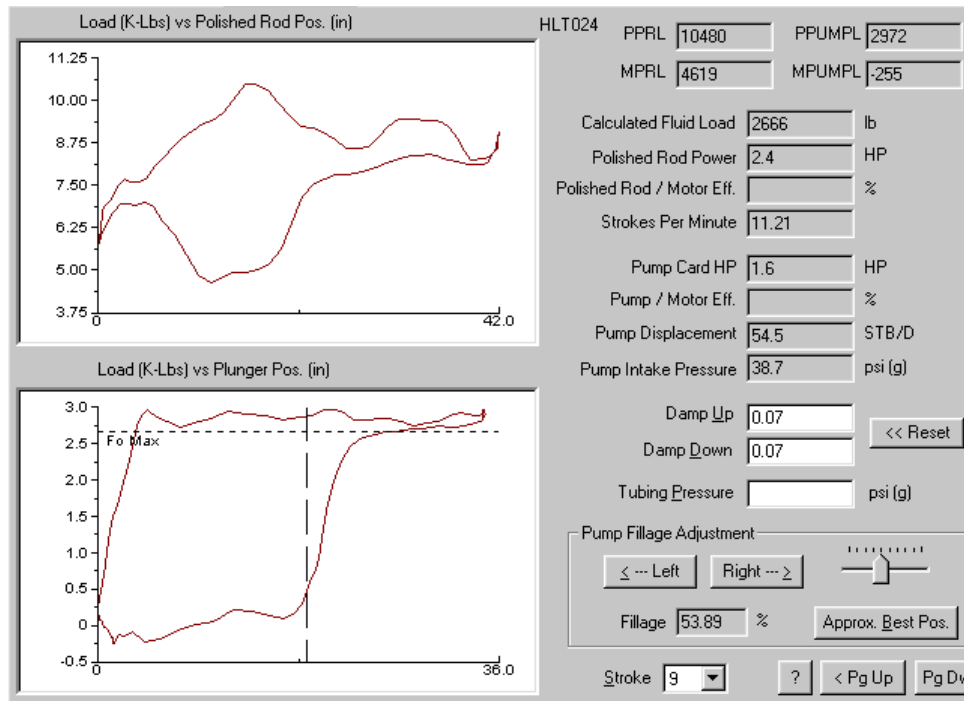 Load (K-Lbs) vs Polished Rod Pos. (in)
11.25
10.00
8.75
7.50
6.25
5.00
3.75
0
42.0
Load (K-Lbs) vs Plunger Pos. (in)
3.0
Fo Max
2.5
2.0
1.5
1.0
0.5
0
-0.5
0
36.0
HLT024
PPRL 10480 PPUMPL 2972
MPRL 4619 MPUMPL -255
Calculated Fluid Load 2666 lb
Polished Rod Power 2.4 HP
Polished Rod / Motor Eff. %
Strokes Per Minute 11.21
Pump Card HP 1.6 HP
Pump / Motor Eff. %
Pump Displacement 54.5 STB/D
Pump Intake Pressure 38.7 psi (g)
Damp Up 0.07
<< Reset
Damp Down 0.07
Tubing Pressure psi (g)
Pump Fillage Adjustment
< --- Left Right --- >
Fillage 53.89 % Approx. Best Pos.
Stroke 9 ? < Pg Up Pg Dw